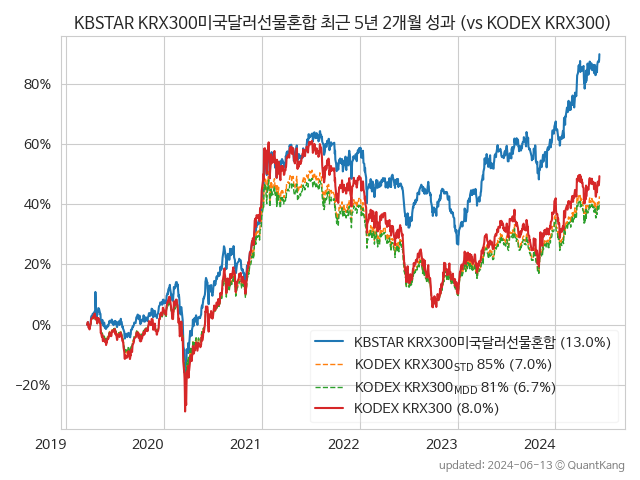 KBSTAR KRX300미국달러선물혼합 최근 5년 2개월 성과 (vs KODEX KRX300)
80%
60%
40%
20%
0%
−20%
KBSTAR KRX300미국달러선물혼합 (13.0%)
KODEX KRX300STD 85% (7.0%)
KODEX KRX300MDD 81% (6.7%)
KODEX KRX300 (8.0%)
2019 2020 2021 2022 2023 2024
updated: 2024-06-13 ⓒ QuantKang